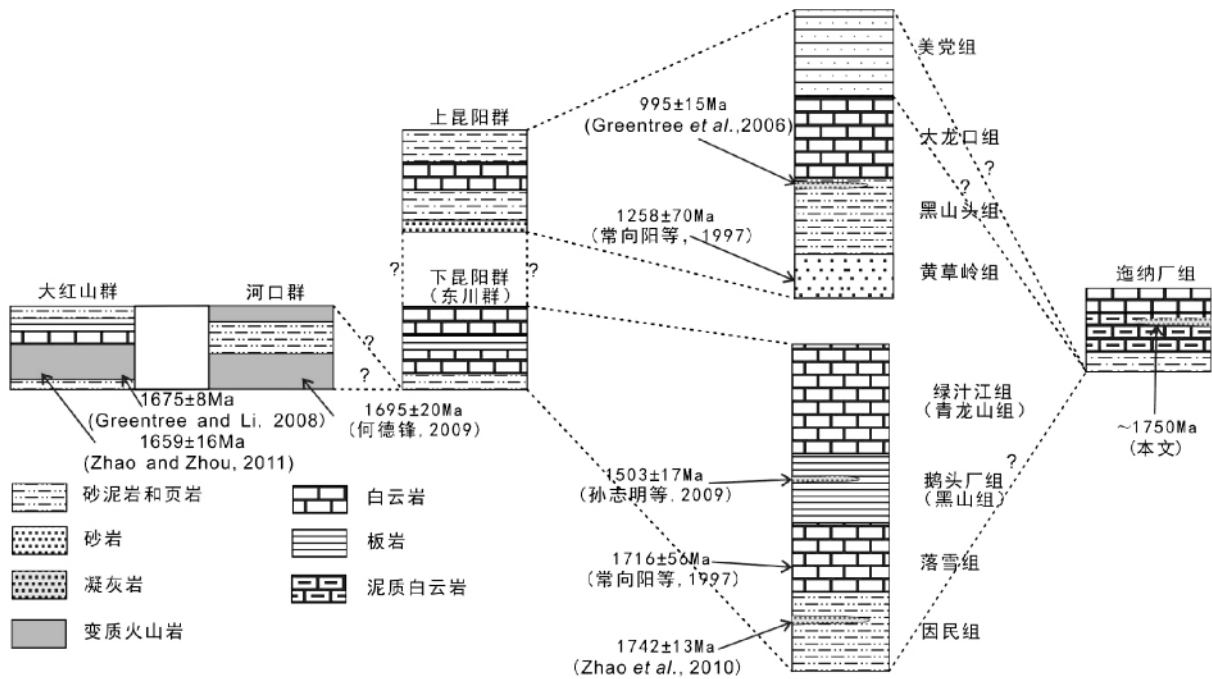 美党组
995±15Ma
(Greentree et al.,2006)
上昆阳群
大龙口组
?
?
黑山头组
1258±70Ma
(常向阳等, 1997)
黄草岭组
?
?
下昆阳群
(东川群)
迤纳厂组
大红山群
河口群
?
?
1675±8Ma
(Greentree and Li, 2008)
1695±20Ma
(何德锋, 2009)
1659±16Ma
(Zhao and Zhou, 2011)
绿汁江组
(青龙山组)
~1750Ma
(本文)
?
1503±17Ma
(孙志明等, 2009)
鹅头厂组
(黑山组)
砂泥岩和页岩
白云岩
砂岩
板岩
1716±56Ma
(常向阳等, 1997)
落雪组
凝灰岩
泥质白云岩
变质火山岩
因民组
1742±13Ma
(Zhao et al., 2010)